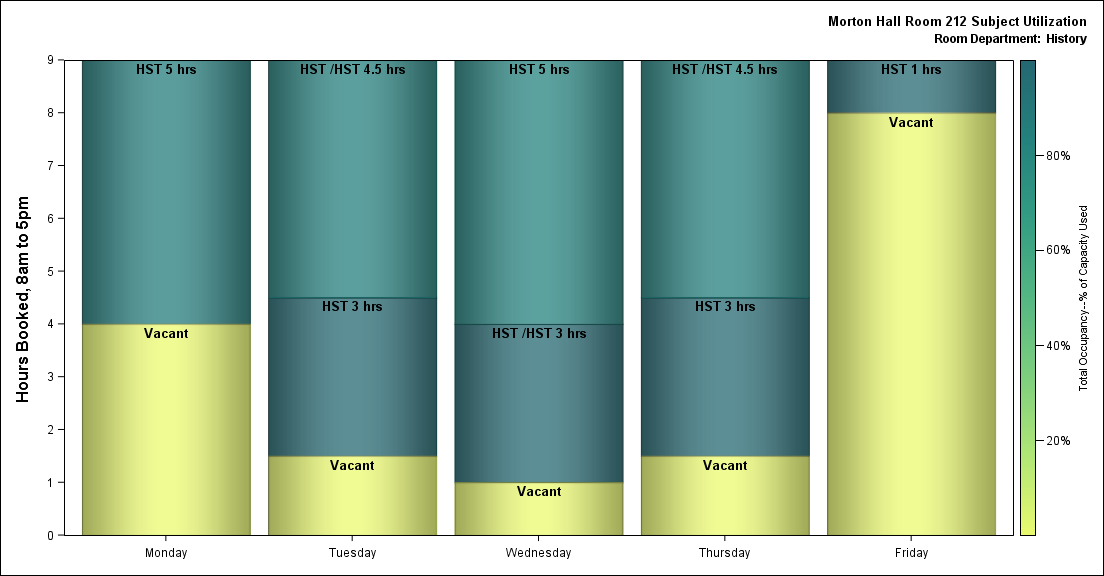 Morton Hall Room 212 Subject Utilization
Room Department: History
Hours Booked, 8am to 5pm
9
8
7
6
5
4
3
2
1
0
HST 5 hrs
Vacant
HST /HST 4.5 hrs
HST 3 hrs
Vacant
HST 5 hrs
HST /HST 3 hrs
Vacant
HST /HST 4.5 hrs
HST 3 hrs
Vacant
HST 1 hrs
Vacant
Monday
Tuesday
Wednesday
Thursday
Friday
80%
60%
40%
20%
Total Occupancy--% of Capacity Used